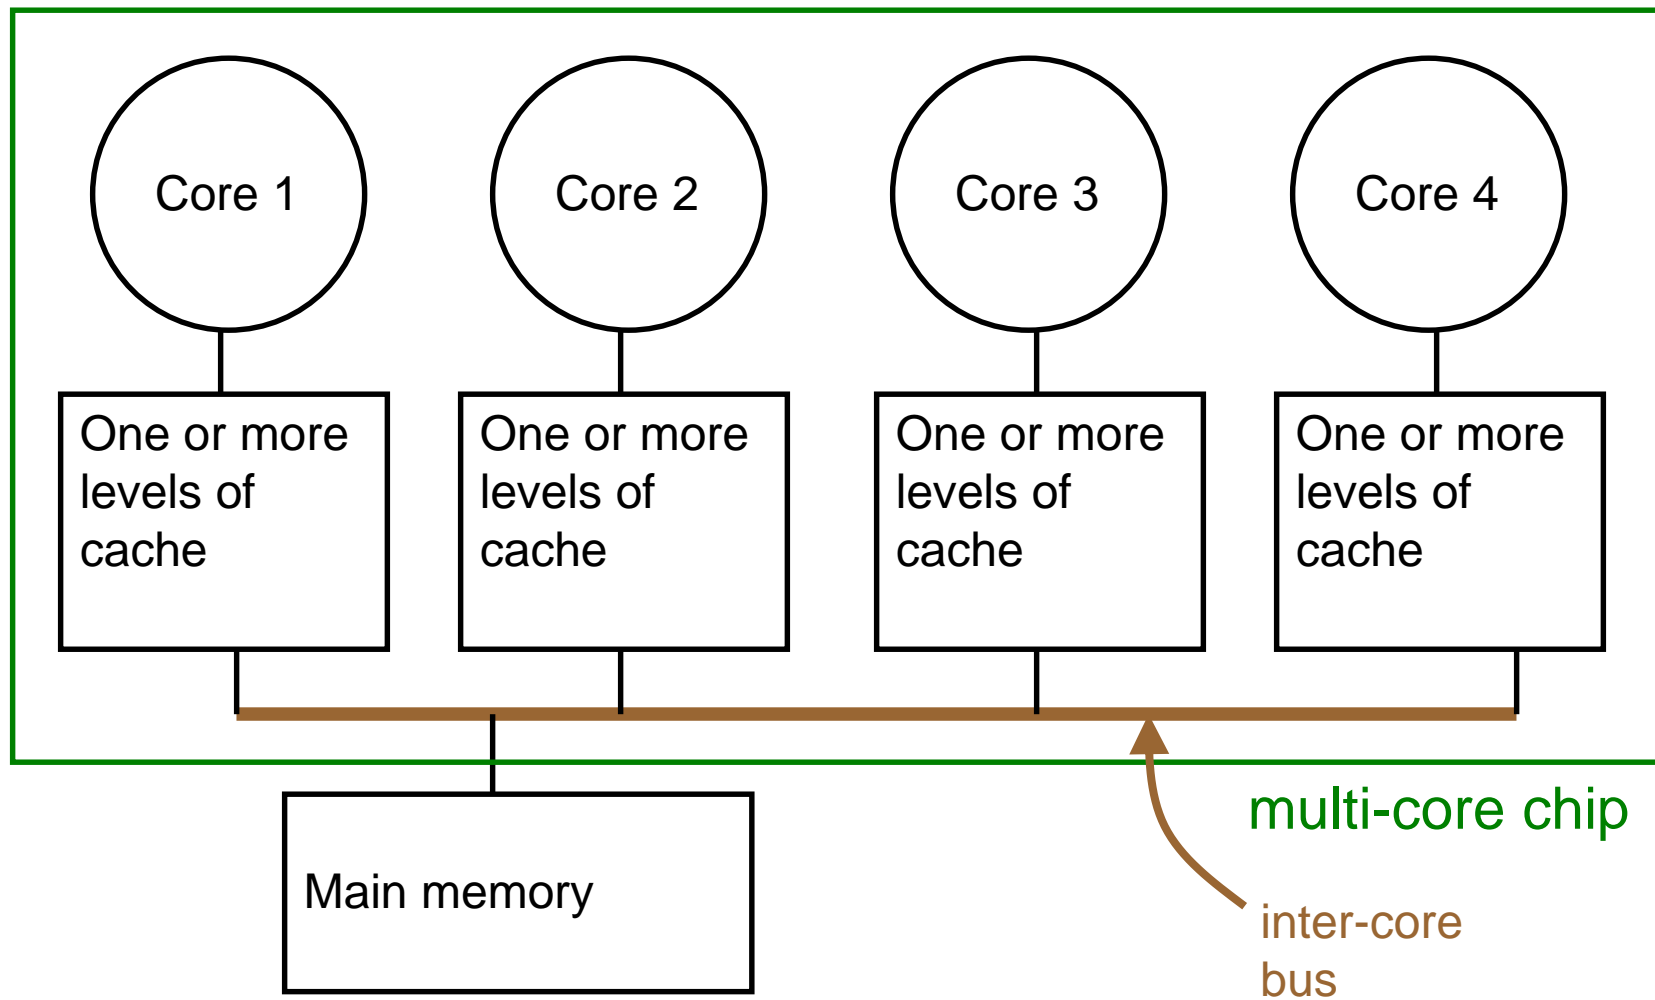 Core 1
Core 2
Core 3
Core 4
One or more
levels of
cache
One or more
levels of
cache
One or more
levels of
cache
One or more
levels of
cache
multi-core chip
Main memory
inter-core
bus